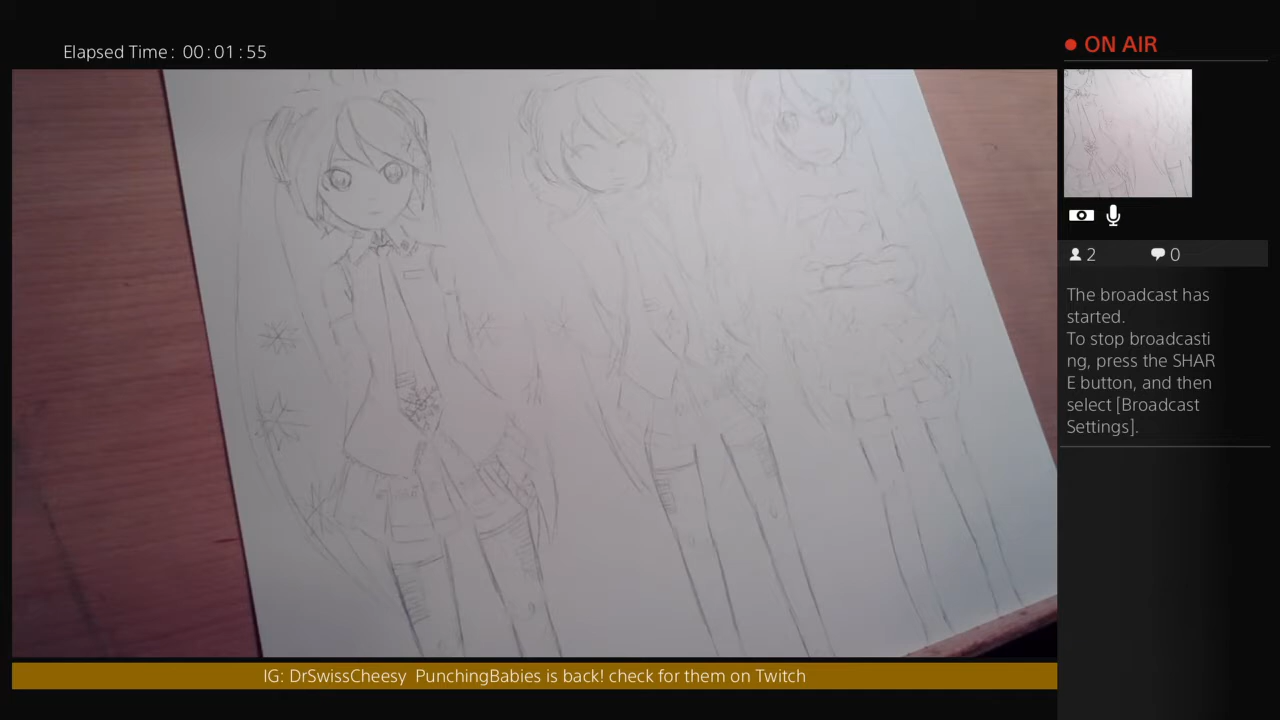 Elapsed Time: 00:01:55
ON AIR
2
0
The broadcast has
started.
To stop broadcasti
ng, press the SHAR
E button, and then
select [Broadcast
Settings].
IG: DrSwissCheesy PunchingBabies is back! check for them on Twitch